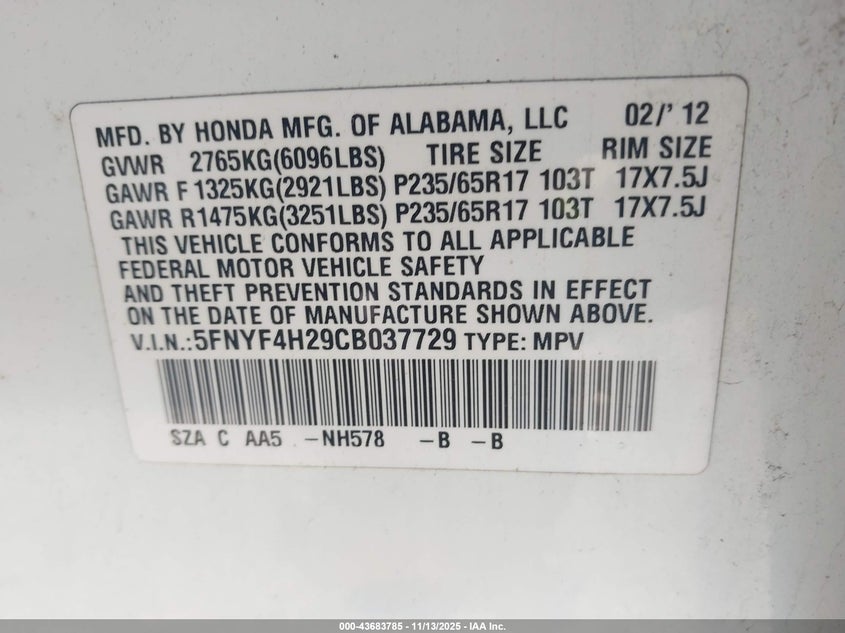 MFD. BY HONDA MFG. OF ALABAMA, LLC 02/' 12
GVWR 2765KG(6096LBS) TIRE SIZE RIM SIZE
GAWR F 1325KG(2921LBS) P235/65R17 103T 17X7.5J
GAWR R1475KG(3251LBS) P235/65R17 103T 17X7.5J
THIS VEHICLE CONFORMS TO ALL APPLICABLE
FEDERAL MOTOR VEHICLE SAFETY
AND THEFT PREVENTION STANDARDS IN EFFECT
ON THE DATE OF MANUFACTURE SHOWN ABOVE.
V.I.N.:5FNYF4H29CB037729 TYPE: MPV
SZA C AA5 -NH578 -B -B
000-43683785 - 11/13/2025 - IAA Inc.